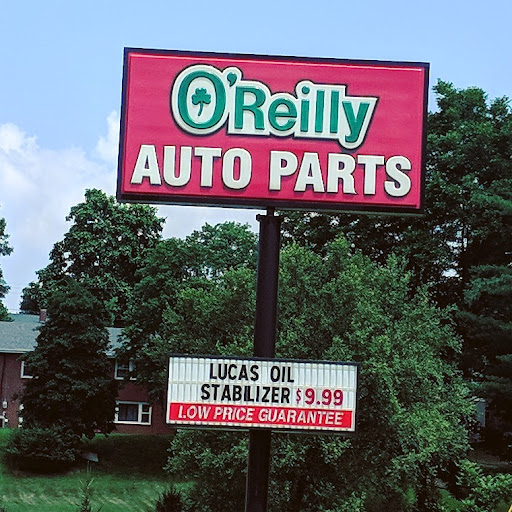 O'Reilly
AUTO PARTS
LUCAS OIL
STABILIZER $9.99
LOW PRICE GUARANTEE